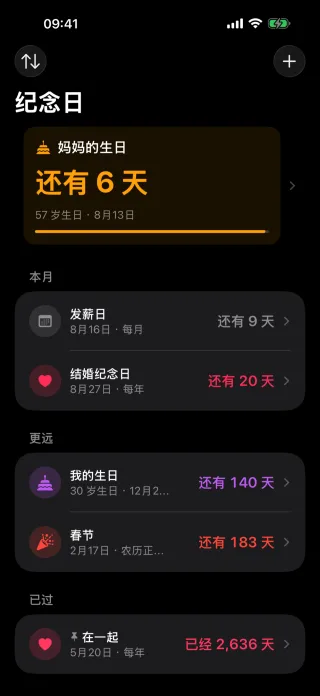 09:41
纪念日
妈妈的生日
还有 6 天
57 岁生日 · 8月13日
本月
发薪日
8月16日 · 每月
还有 9 天
结婚纪念日
8月27日 · 每年
还有 20 天
更远
我的生日
30 岁生日 · 12月2...
还有 140 天
春节
2月17日 · 农历正...
还有 183 天
已过
在一起
5月20日 · 每年
已经 2,636 天